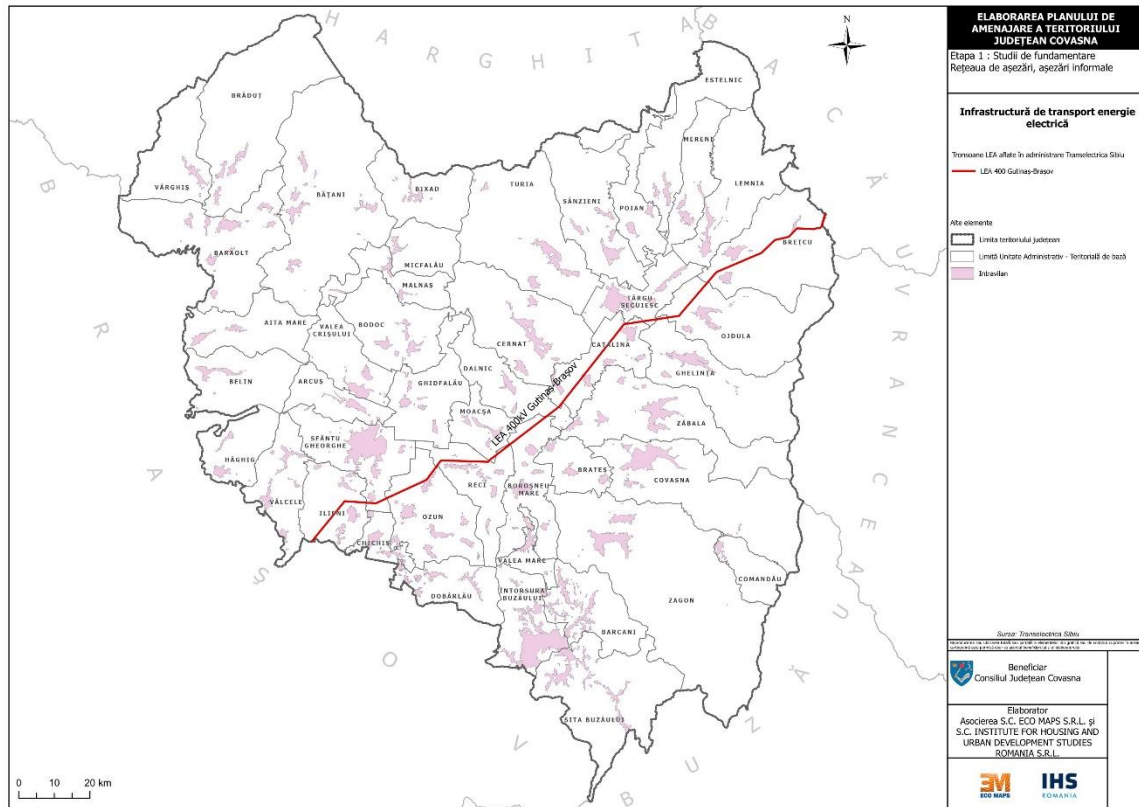 HARGHITA
BACĂU
VRANCEA
BUZĂU
BRAȘOV
N
ESTELNIC
BRĂDUȚ
MERENI
LEMNIA
VÂRGHIȘ
BĂȚANI
BIXAD
TURIA
SÂNZIENI
POIAN
BREȚCU
BARAOLT
MICFALĂU
MALNAȘ
TÂRGU
SECUIESC
AITA MARE
VALEA
CRIȘULUI
BODOC
CERNAT
CATALINA
OJDULA
DALNIC
GHELINȚA
BELIN
ARCUS
GHIDFALĂU
LEA 400kV Gutinaș-Brașov
MOACȘA
ZĂBALA
SFÂNTU
GHEORGHE
HĂGHIG
BRATEȘ
COVASNA
RECI
BOROȘNEU
MARE
VÂLCELE
ILIENI
OZUN
CHICHIȘ
VALEA MARE
COMANDĂU
DOBÂRLĂU
ÎNTORSURA
BUZĂULUI
ZAGON
BARCANI
SITA BUZĂULUI
0 10 20 km
ELABORAREA PLANULUI DE
AMENAJARE A TERITORIULUI
JUDEȚEAN COVASNA
Etapa 1 : Studii de fundamentare
Rețeaua de așezări, așezări informale
Infrastructură de transport energie
electrică
Tronsoane LEA aflate în administrare Transelectrica Sibiu
LEA 400 Gutinaș-Brașov
Alte elemente
Limita teritoriului județean
Limită Unitate Administrativ - Teritorială de bază
Intravilan
Sursa: Transelectrica Sibiu
Beneficiar
Consiliul Județean Covasna
Elaborator
Asocierea S.C. ECO MAPS S.R.L. și
S.C. INSTITUTE FOR HOUSING AND
URBAN DEVELOPMENT STUDIES
ROMANIA S.R.L.
3M
ECO MAPS
IHS
ROMANIA